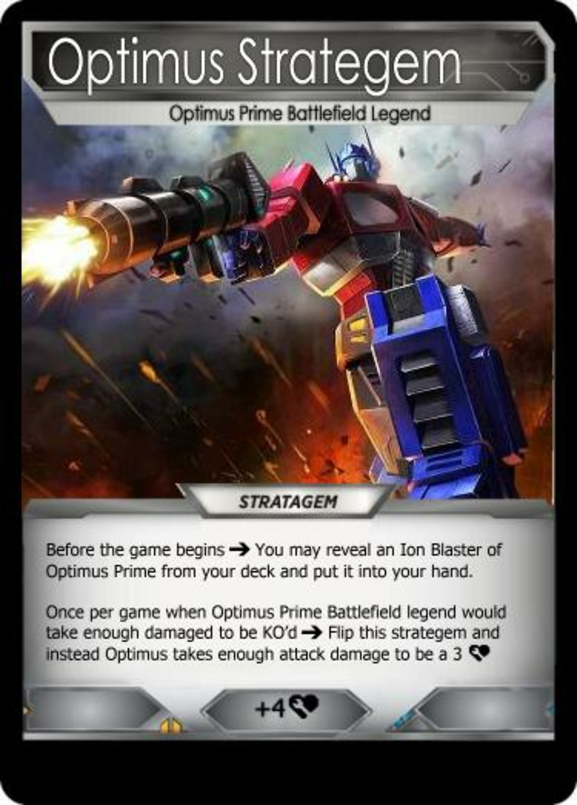 Optimus Strategem
Optimus Prime Battlefield Legend
STRATAGEM
Before the game begins ➔ You may reveal an Ion Blaster of
Optimus Prime from your deck and put it into your hand.
Once per game when Optimus Prime Battlefield legend would
take enough damaged to be KO'd ➔ Flip this strategem and
instead Optimus takes enough attack damage to be a 3
+4